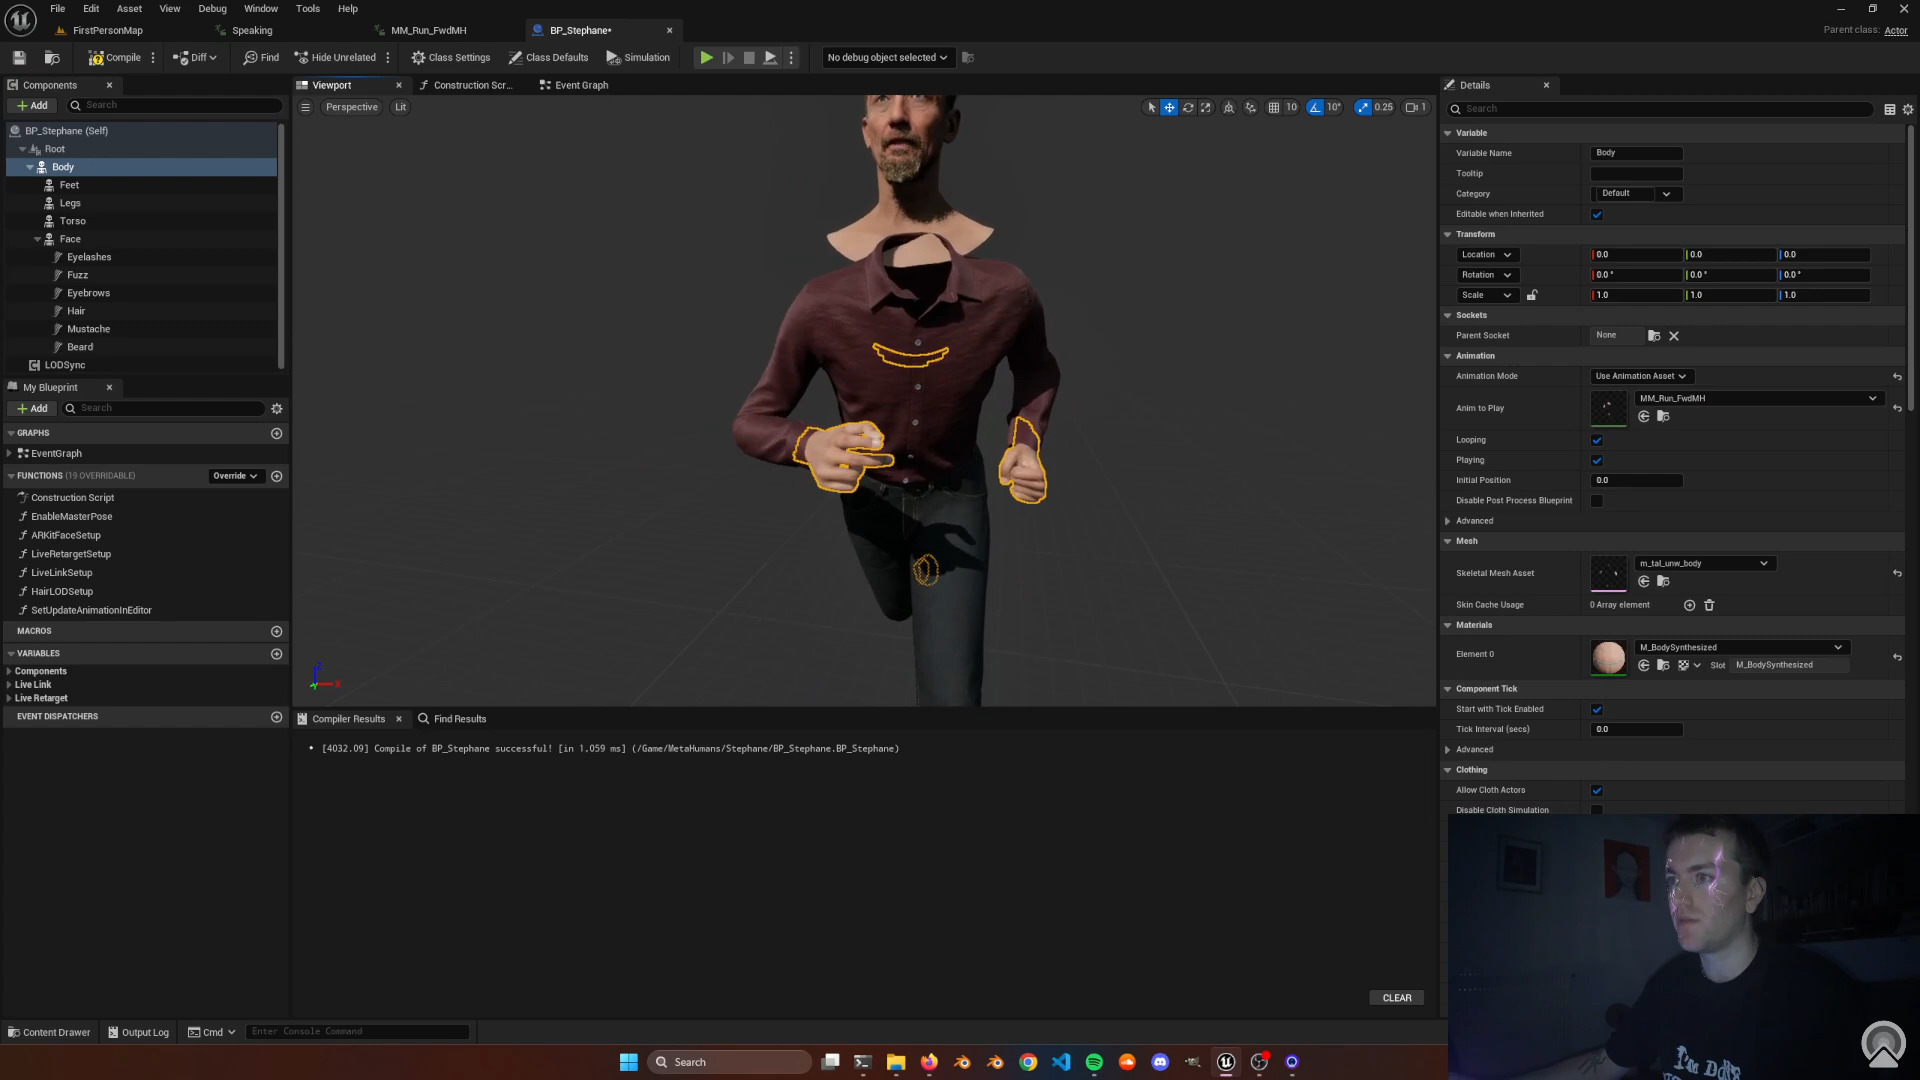 File Edit Asset View Debug Window Tools Help
FirstPersonMap Speaking MM_Run_FwdMH BP_Stephane*
Parent class: Actor
Compile Diff Find Hide Unrelated Class Settings Class Defaults Simulation No debug object selected
Components
Add Search
BP_Stephane (Self)
Root
Body
Feet
Legs
Torso
Face
Eyelashes
Fuzz
Eyebrows
Hair
Mustache
Beard
LODSync
My Blueprint
Add Search
GRAPHS
EventGraph
FUNCTIONS (19 OVERRIDABLE) Override
Construction Script
EnableMasterPose
ARKitFaceSetup
LiveRetargetSetup
LiveLinkSetup
HairLODSetup
SetUpdateAnimationInEditor
MACROS
VARIABLES
Components
Live Link
Live Retarget
EVENT DISPATCHERS
Viewport Construction Scr... Event Graph
Perspective Lit 10 10° 0.25 1
Compiler Results Find Results
[4032.09] Compile of BP_Stephane successful! [in 1,059 ms] (/Game/MetaHumans/Stephane/BP_Stephane.BP_Stephane)
CLEAR
Details
Search
Variable
Variable Name Body
Tooltip
Category Default
Editable when Inherited
Transform
Location 0.0 0.0 0.0
Rotation 0.0 ° 0.0 ° 0.0 °
Scale 1.0 1.0 1.0
Sockets
Parent Socket None
Animation
Animation Mode Use Animation Asset
Anim to Play MM_Run_FwdMH
Looping
Playing
Initial Position 0.0
Disable Post Process Blueprint
Advanced
Mesh
Skeletal Mesh Asset m_tal_unw_body
Skin Cache Usage 0 Array element
Materials
Element 0 M_BodySynthesized
Slot M_BodySynthesized
Component Tick
Start with Tick Enabled
Tick Interval (secs) 0.0
Advanced
Clothing
Allow Cloth Actors
Disable Cloth Simulation
Content Drawer Output Log Cmd Enter Console Command
Search